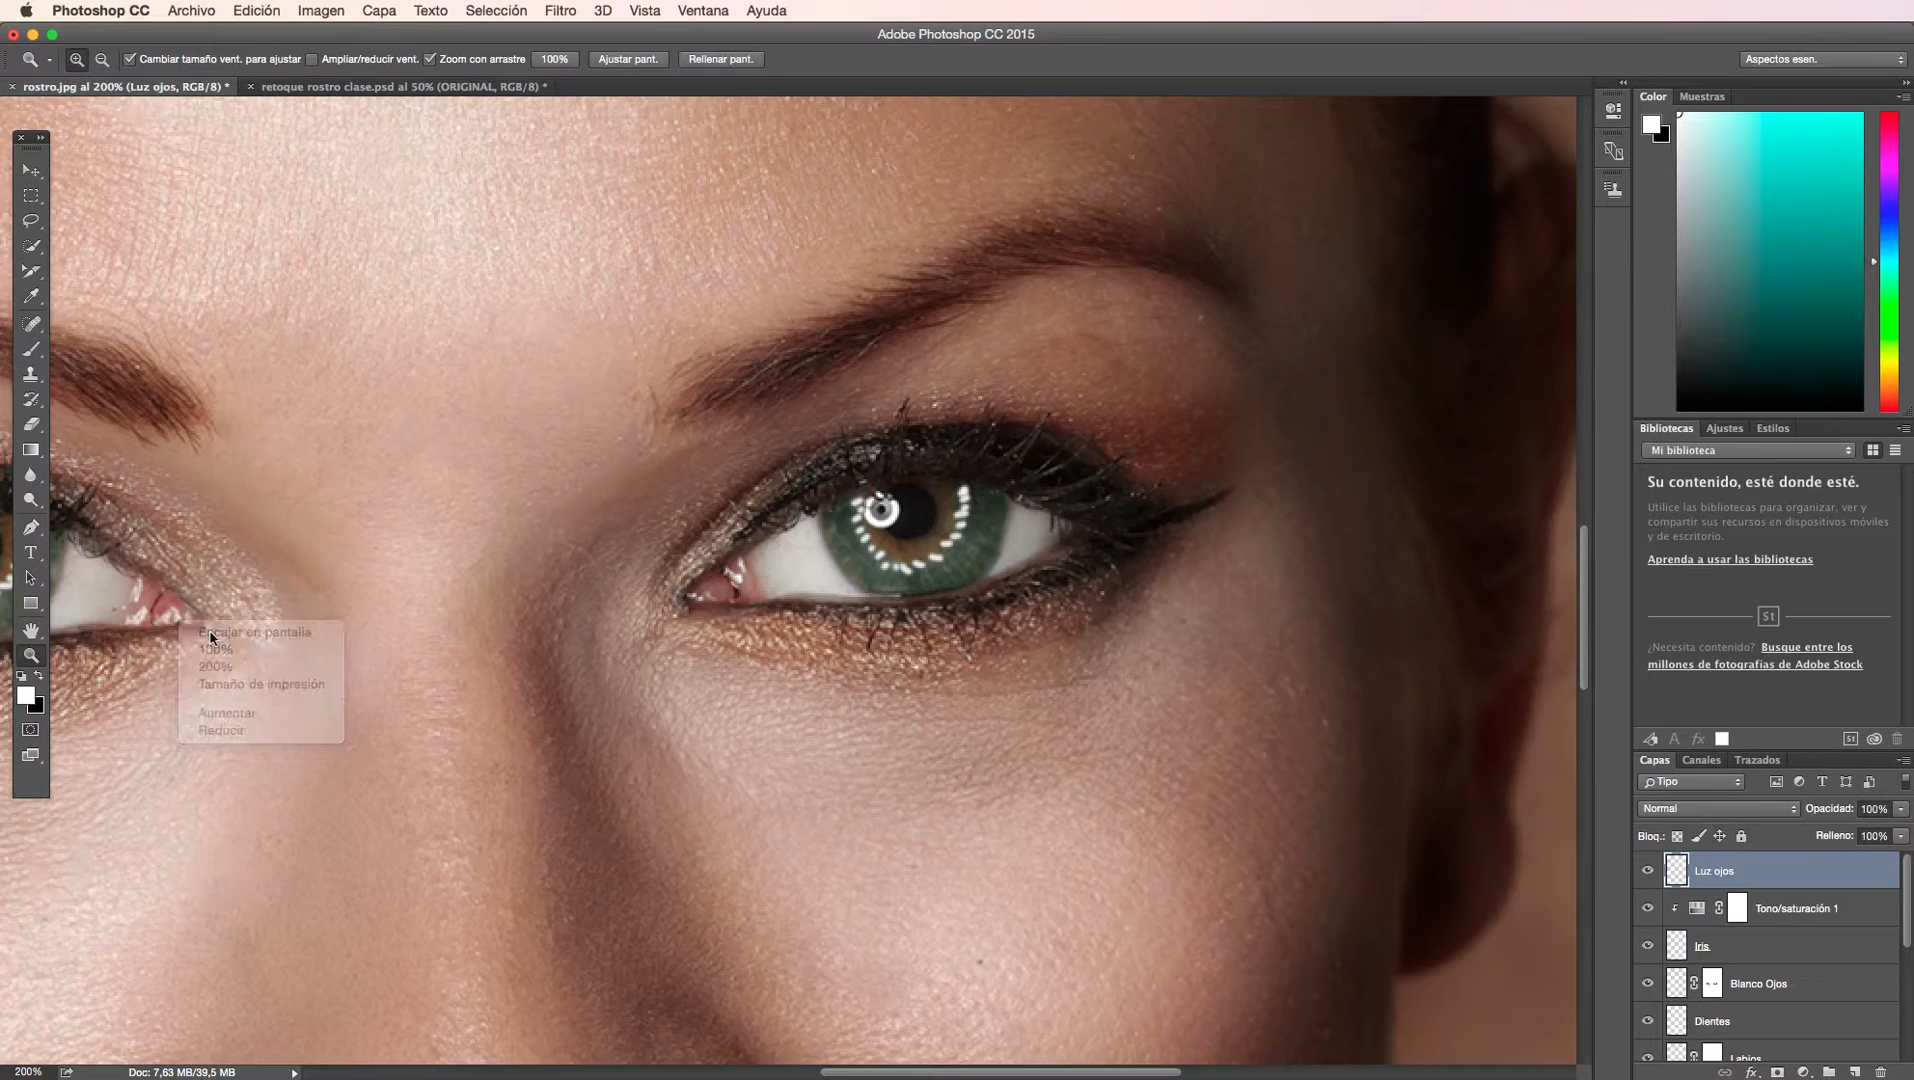 Photoshop CC Archivo Edición Imagen Capa Texto Selección Filtro 3D Vista Ventana Ayuda
Adobe Photoshop CC 2015
Cambiar tamaño vent. para ajustar Ampliar/reducir vent. Zoom con arrastre 100% Ajustar pant. Rellenar pant. Aspectos esen.
rostro.jpg al 200% (Luz ojos, RGB/8) * retoque rostro clase.psd al 50% (ORIGINAL, RGB/8) *
Color Muestras
Bibliotecas Ajustes Estilos
Mi biblioteca
Su contenido, esté donde esté.
Utilice las bibliotecas para organizar, ver y
compartir sus recursos en dispositivos móviles
y de escritorio.
Aprenda a usar las bibliotecas
St
¿Necesita contenido? Busque entre los
millones de fotografías de Adobe Stock
Encajar en pantalla
100%
200%
Tamaño de impresión
Aumentar
Reducir
Capas Canales Trazados
Tipo
Normal Opacidad: 100%
Bloq.: Relleno: 100%
Luz ojos
Tono/saturación 1
Iris
Blanco Ojos
Dientes
Labios
200% Doc: 7,63 MB/39,5 MB